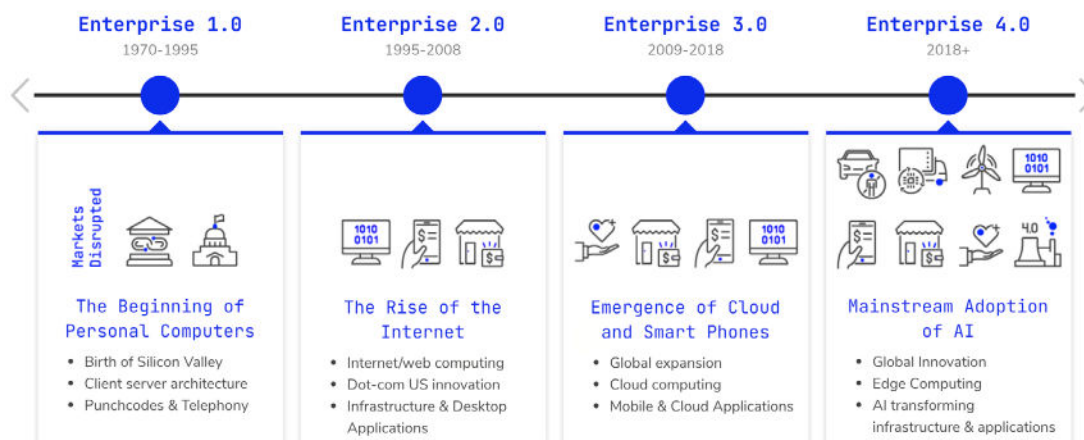 Enterprise 1.0
1970-1995
Markets
Disrupted
The Beginning of
Personal Computers
• Birth of Silicon Valley
• Client server architecture
• Punchcodes & Telephony
Enterprise 2.0
1995-2008
1010
0101
$
$
The Rise of the
Internet
• Internet/web computing
• Dot-com US innovation
• Infrastructure & Desktop
Applications
Enterprise 3.0
2009-2018
$
$
1010
0101
Emergence of Cloud
and Smart Phones
• Global expansion
• Cloud computing
• Mobile & Cloud Applications
Enterprise 4.0
2018+
1010
0101
$
$
4.0
Mainstream Adoption
of AI
• Global Innovation
• Edge Computing
• AI transforming
infrastructure & applications